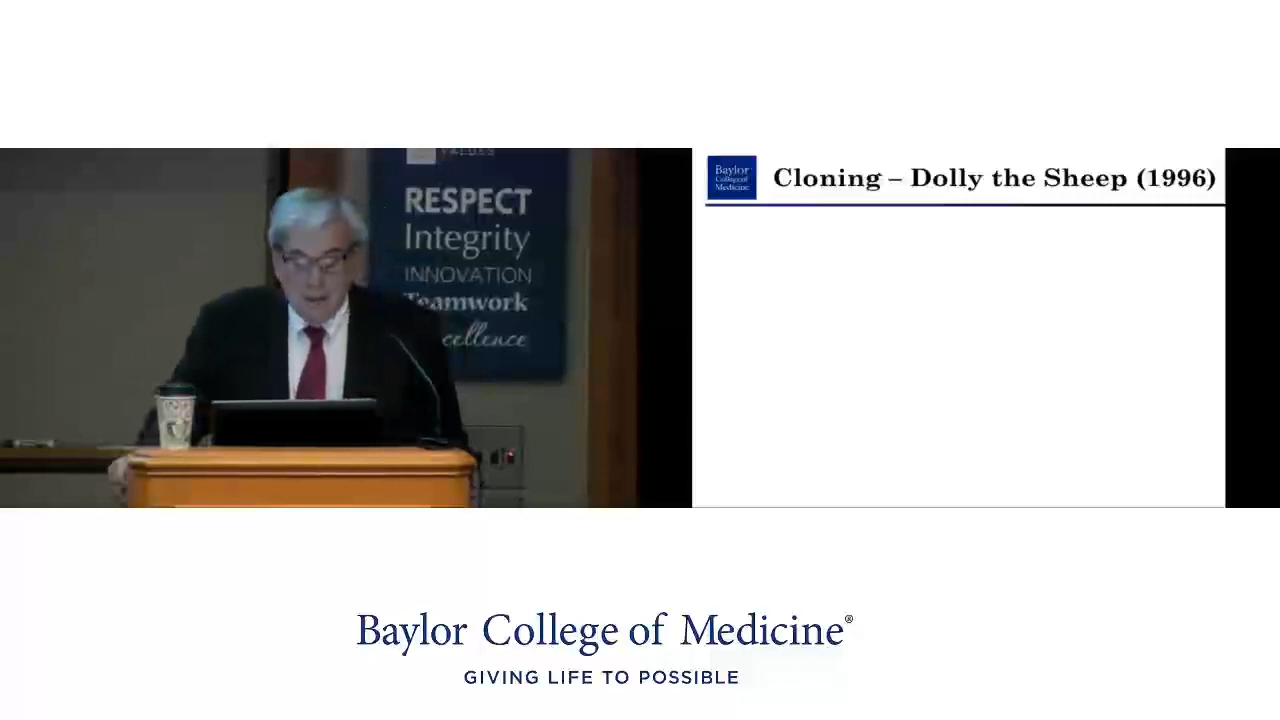 VALUES
RESPECT
Integrity
INNOVATION
Teamwork
Baylor
College of
Medicine
Cloning – Dolly the Sheep (1996)
Baylor College of Medicine®
GIVING LIFE TO POSSIBLE